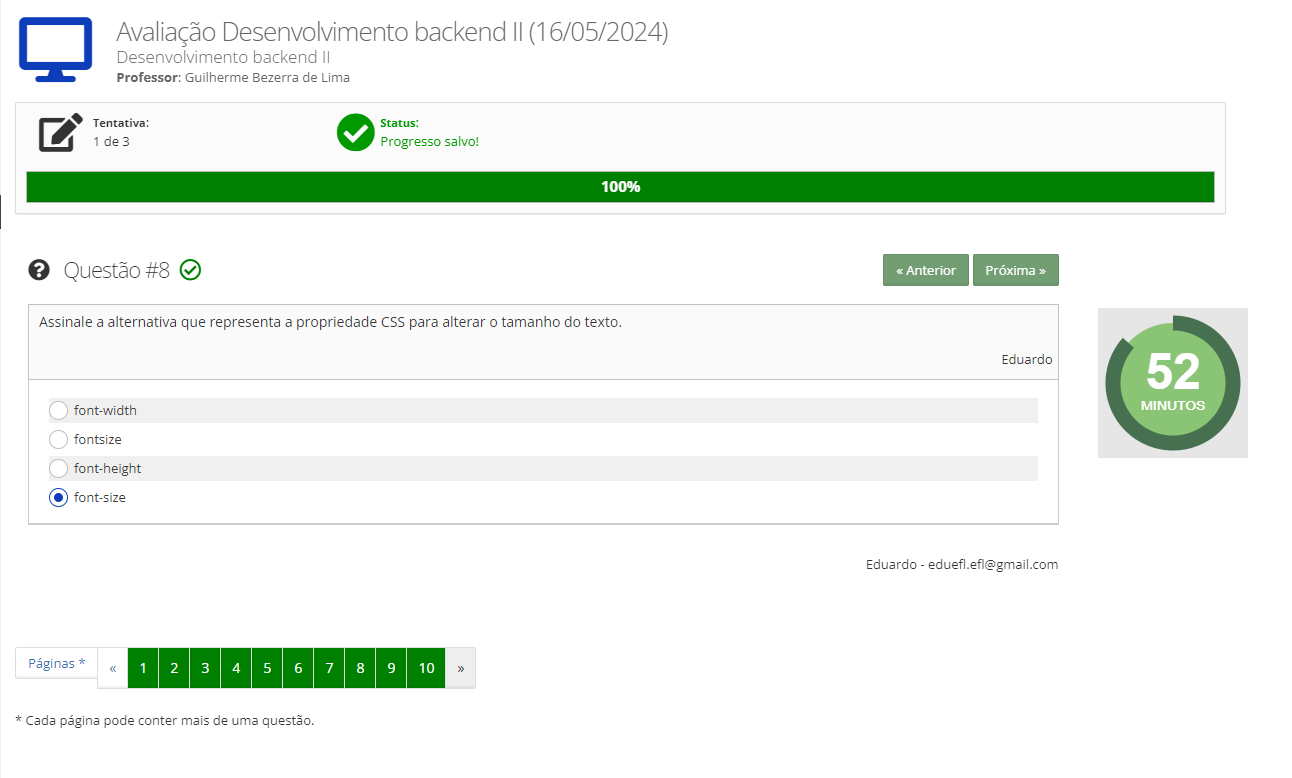 Avaliação Desenvolvimento backend II (16/05/2024)
Desenvolvimento backend II
Professor: Guilherme Bezerra de Lima
Tentativa:
1 de 3
Status:
Progresso salvo!
100%
Questão #8
« Anterior
Próxima »
Assinale a alternativa que representa a propriedade CSS para alterar o tamanho do texto.
Eduardo
52
MINUTOS
font-width
fontsize
font-height
font-size
Eduardo - eduefl.efl@gmail.com
Páginas * « 1 2 3 4 5 6 7 8 9 10 »
* Cada página pode conter mais de uma questão.